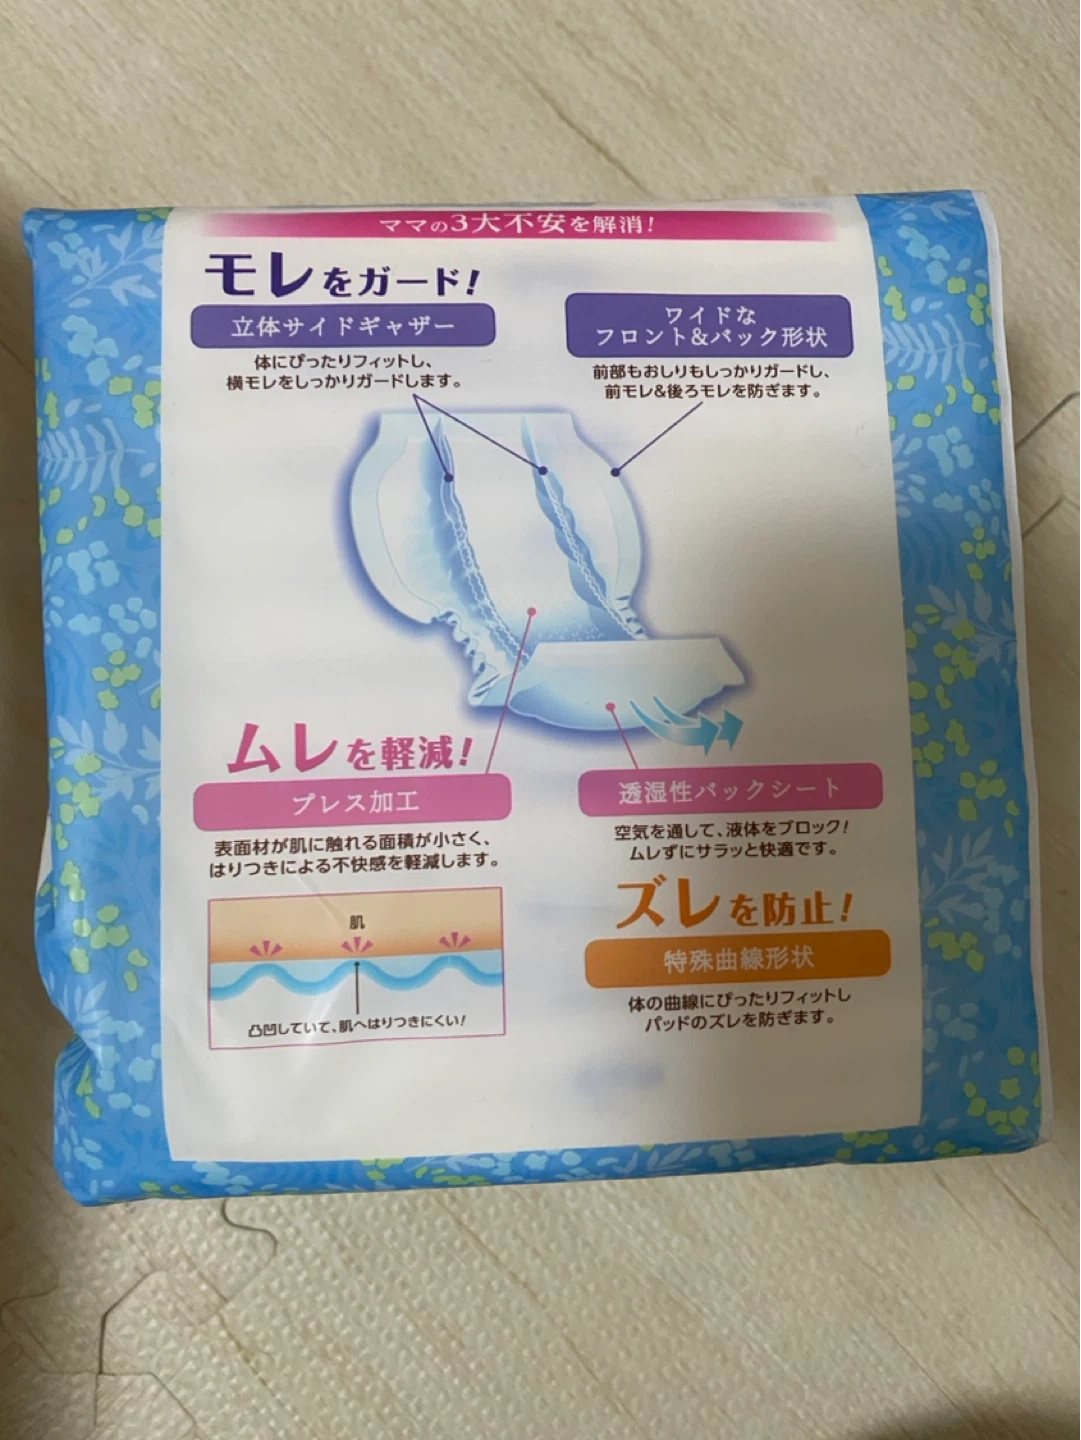 ママの3大不安を解消!
モレをガード!
立体サイドギャザー
体にぴったりフィットし、
横モレをしっかりガードします。
ワイドな
フロント&バック形状
前部もおしりもしっかりガードし、
前モレ&後ろモレを防ぎます。
ムレを軽減!
プレス加工
表面材が肌に触れる面積が小さく、
はりつきによる不快感を軽減します。
肌
凸凹していて、肌へはりつきにくい!
透湿性バックシート
空気を通して、液体をブロック!
ムレずにサラッと快適です。
ズレを防止!
特殊曲線形状
体の曲線にぴったりフィットし
パッドのズレを防ぎます。